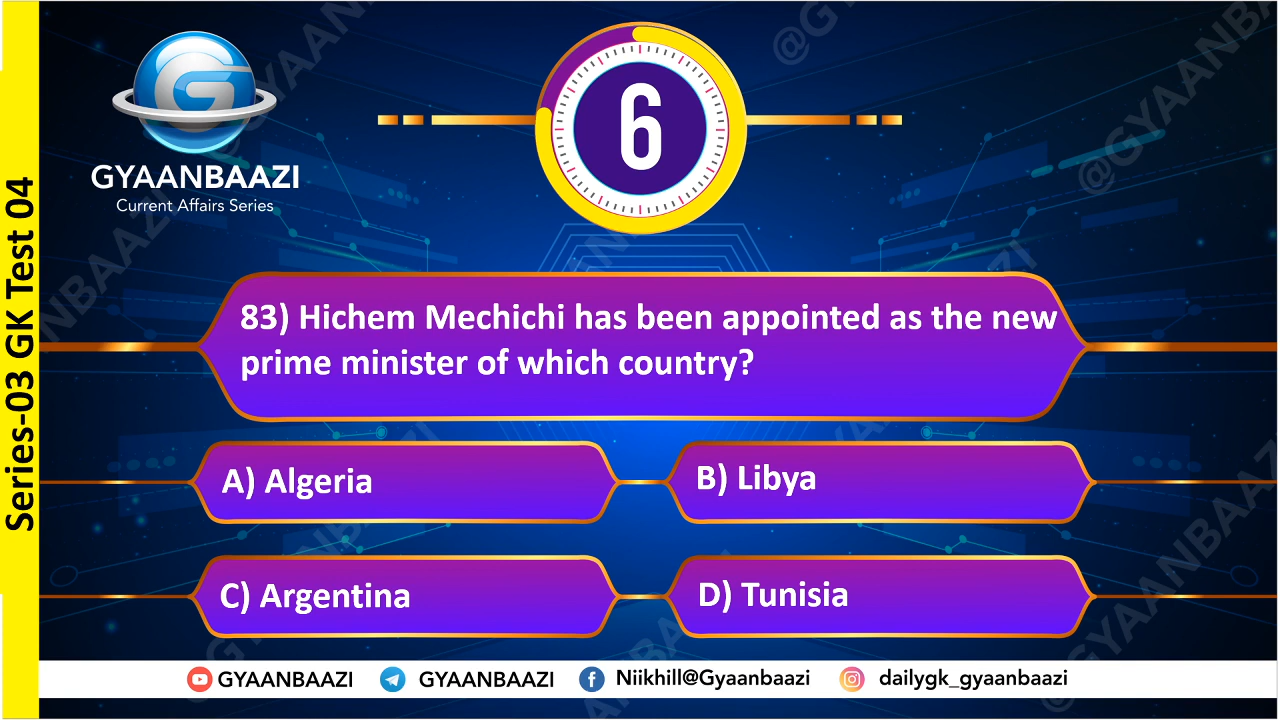 Series-03 GK Test 04
GYAANBAAZI
Current Affairs Series
6
83) Hichem Mechichi has been appointed as the new
prime minister of which country?
A) Algeria
B) Libya
C) Argentina
D) Tunisia
GYAANBAAZI
GYAANBAAZI
Niikhill@Gyaanbaazi
dailygk_gyaanbaazi
@GYAANBAAZI